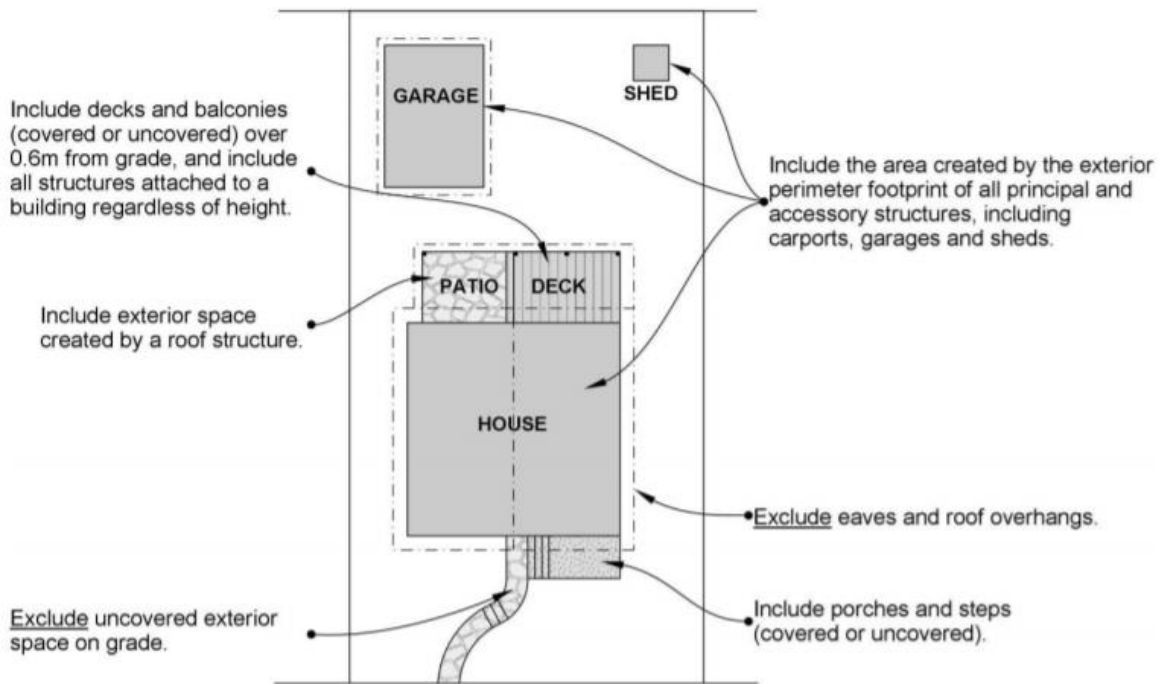 GARAGE
SHED
Include decks and balconies
(covered or uncovered) over
0.6m from grade, and include
all structures attached to a
building regardless of height.
Include the area created by the exterior
perimeter footprint of all principal and
accessory structures, including
carports, garages and sheds.
PATIO
DECK
Include exterior space
created by a roof structure.
HOUSE
Exclude eaves and roof overhangs.
Exclude uncovered exterior
space on grade.
Include porches and steps
(covered or uncovered).